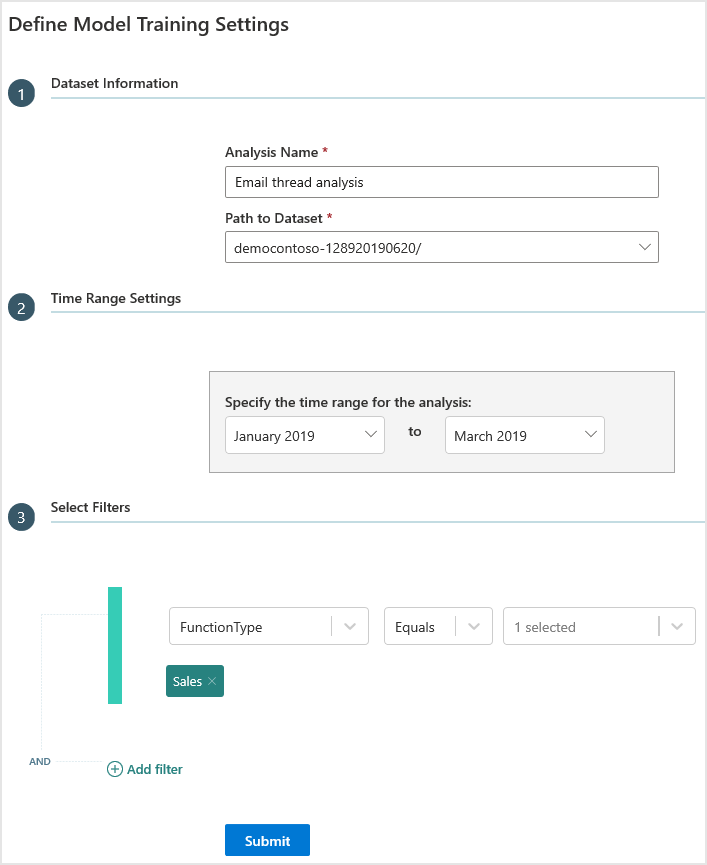 Define Model Training Settings
1
Dataset Information
Analysis Name *
Email thread analysis
Path to Dataset *
democontoso-128920190620/
2
Time Range Settings
Specify the time range for the analysis:
January 2019 to March 2019
3
Select Filters
FunctionType Equals 1 selected
Sales ×
AND
Add filter
Submit